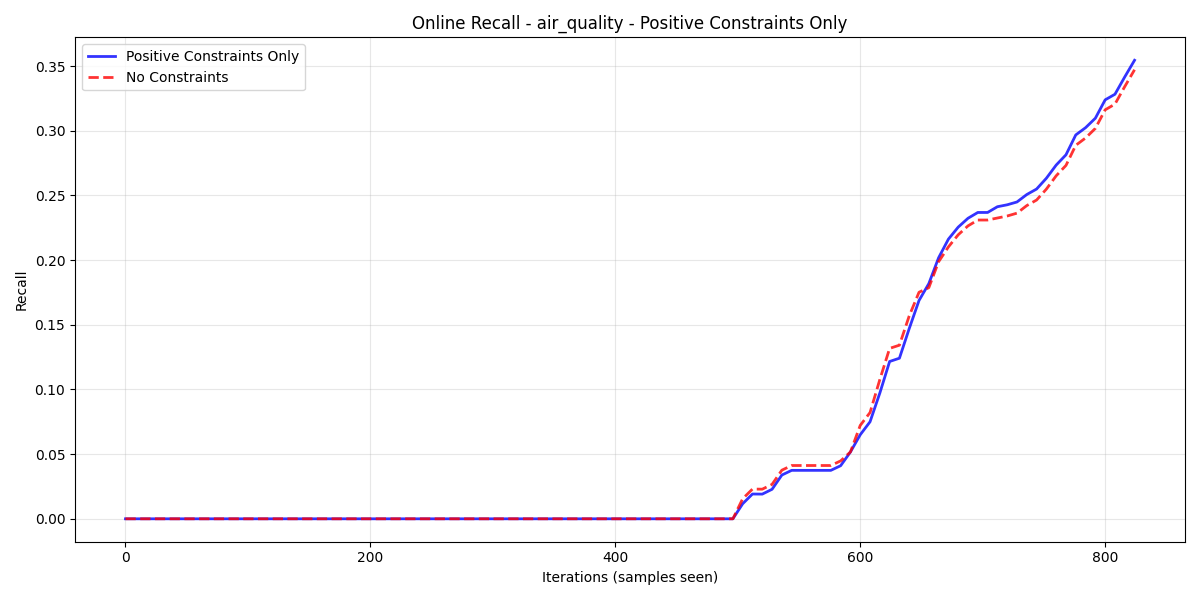 Online Recall - air_quality - Positive Constraints Only
Positive Constraints Only
No Constraints
Recall
0.35
0.30
0.25
0.20
0.15
0.10
0.05
0.00
0
200
400
600
800
Iterations (samples seen)